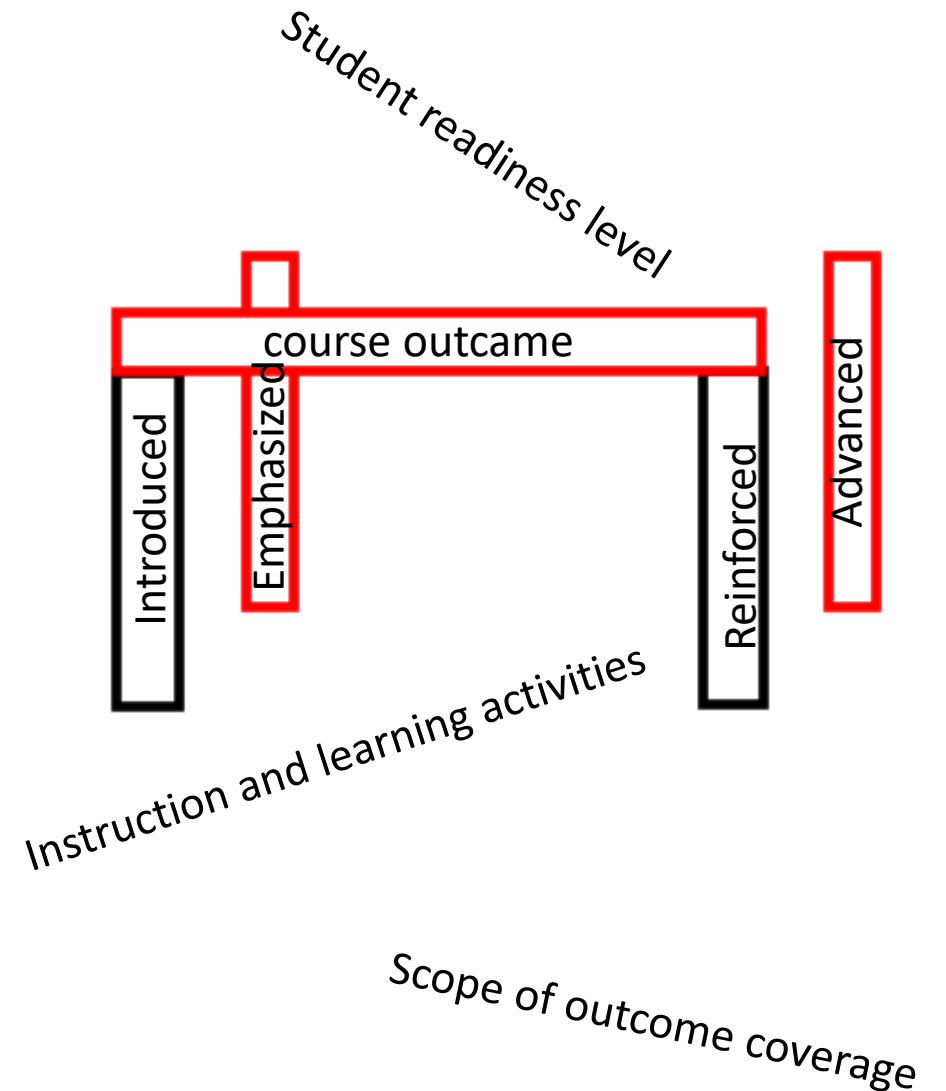 Student readiness level
course outcame
Introduced
Emphasized
Reinforced
Advanced
Instruction and learning activities
Scope of outcome coverage